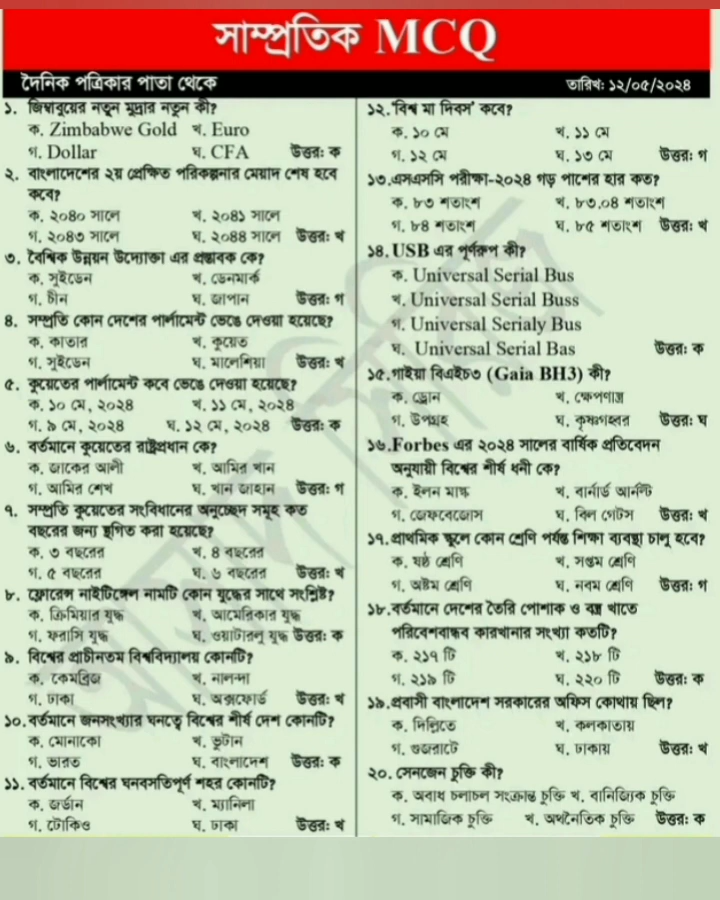 সাম্প্রতিক MCQ
দৈনিক পত্রিকার পাতা থেকে
তারিখ: ১২/০৫/২০২৪
১. জিম্বাবুয়ের নতুন মুদ্রার নতুন কী?
ক. Zimbabwe Gold খ. Euro
গ. Dollar ঘ. CFA উত্তর: ক
২. বাংলাদেশের ২য় প্রেক্ষিত পরিকল্পনার মেয়াদ শেষ হবে
কবে?
ক. ২০৪০ সালে খ. ২০৪১ সালে
গ. ২০৪৩ সালে ঘ. ২০৪৪ সালে উত্তর: খ
৩. বৈশ্বিক উন্নয়ন উদ্যোক্তা এর প্রস্তাবক কে?
ক. সুইডেন খ. ডেনমার্ক
গ. চীন ঘ. জাপান উত্তর: গ
৪. সম্প্রতি কোন দেশের পার্লামেন্ট ভেঙে দেওয়া হয়েছে?
ক. কাতার খ. কুয়েত
গ. সুইডেন ঘ. মালেশিয়া উত্তর: খ
৫. কুয়েতের পার্লামেন্ট কবে ভেঙে দেওয়া হয়েছে?
ক. ১০ মে, ২০২৪ খ. ১১ মে, ২০২৪
গ. ৯ মে, ২০২৪ ঘ. ১২ মে, ২০২৪ উত্তর: ক
৬. বর্তমানে কুয়েতের রাষ্ট্রপ্রধান কে?
ক. জাকের আলী খ. আমির খান
গ. আমির শেখ ঘ. খান জাহান উত্তর: গ
৭. সম্প্রতি কুয়েতের সংবিধানের অনুচ্ছেদ সমূহ কত
বছরের জন্য স্থগিত করা হয়েছে?
ক. ৩ বছরের খ. ৪ বছরের
গ. ৫ বছরের ঘ. ৬ বছরের উত্তর: খ
৮. ফ্লোরেন্স নাইটিঙ্গেল নামটি কোন যুদ্ধের সাথে সংশ্লিষ্ট?
ক. ক্রিমিয়ার যুদ্ধ খ. আমেরিকার যুদ্ধ
গ. ফরাসি যুদ্ধ ঘ. ওয়াটারলু যুদ্ধ উত্তর: ক
৯. বিশ্বের প্রাচীনতম বিশ্ববিদ্যালয় কোনটি?
ক. কেমব্রিজ খ. নালন্দা
গ. ঢাকা ঘ. অক্সফোর্ড উত্তর: খ
১০. বর্তমানে জনসংখ্যার ঘনত্বে বিশ্বের শীর্ষ দেশ কোনটি?
ক. মোনাকো খ. ভুটান
গ. ভারত ঘ. বাংলাদেশ উত্তর: ক
১১. বর্তমানে বিশ্বের ঘনবসতিপূর্ণ শহর কোনটি?
ক. জর্ডান খ. ম্যানিলা
গ. টোকিও ঘ. ঢাকা উত্তর: খ
১২. 'বিশ্ব মা দিবস' কবে?
ক. ১০ মে খ. ১১ মে
গ. ১২ মে ঘ. ১৩ মে উত্তর: গ
১৩.এসএসসি পরীক্ষা-২০২৪ গড় পাশের হার কত?
ক. ৮৩ শতাংশ খ. ৮৩.০৪ শতাংশ
গ. ৮৪ শতাংশ ঘ. ৮৫ শতাংশ উত্তর: খ
১৪. USB এর পূর্ণরুপ কী?
ক. Universal Serial Bus
খ. Universal Serial Buss
গ. Universal Serialy Bus
ঘ. Universal Serial Bas উত্তর: ক
১৫.গাইয়া বিএইচ৩ (Gaia BH3) কী?
ক. ড্রোন খ. ক্ষেপণাস্ত্র
গ. উপগ্রহ ঘ. কৃষ্ণগহ্বর উত্তর: ঘ
১৬.Forbes এর ২০২৪ সালের বার্ষিক প্রতিবেদন
অনুযায়ী বিশ্বের শীর্ষ ধনী কে?
ক. ইলন মাস্ক খ. বার্নার্ড আর্নল্ট
গ. জেফবেজোস ঘ. বিল গেটস উত্তর: খ
১৭.প্রাথমিক স্কুলে কোন শ্রেণি পর্যন্ত শিক্ষা ব্যবস্থা চালু হবে?
ক. ষষ্ঠ শ্রেণি খ. সপ্তম শ্রেণি
গ. অষ্টম শ্রেণি ঘ. নবম শ্রেণি উত্তর: গ
১৮.বর্তমানে দেশের তৈরি পোশাক ও বস্ত্র খাতে
পরিবেশবান্ধব কারখানার সংখ্যা কতটি?
ক. ২১৭ টি খ. ২১৮ টি
গ. ২১৯ টি ঘ. ২২০ টি উত্তর: ক
১৯.প্রবাসী বাংলাদেশ সরকারের অফিস কোথায় ছিল?
ক. দিল্লিতে খ. কলকাতায়
গ. গুজরাটে ঘ. ঢাকায় উত্তর: খ
২০. সেনজেন চুক্তি কী?
ক. অবাধ চলাচল সংক্রান্ত চুক্তি খ. বানিজ্যিক চুক্তি
গ. সামাজিক চুক্তি খ. অর্থনৈতিক চুক্তি উত্তর: ক